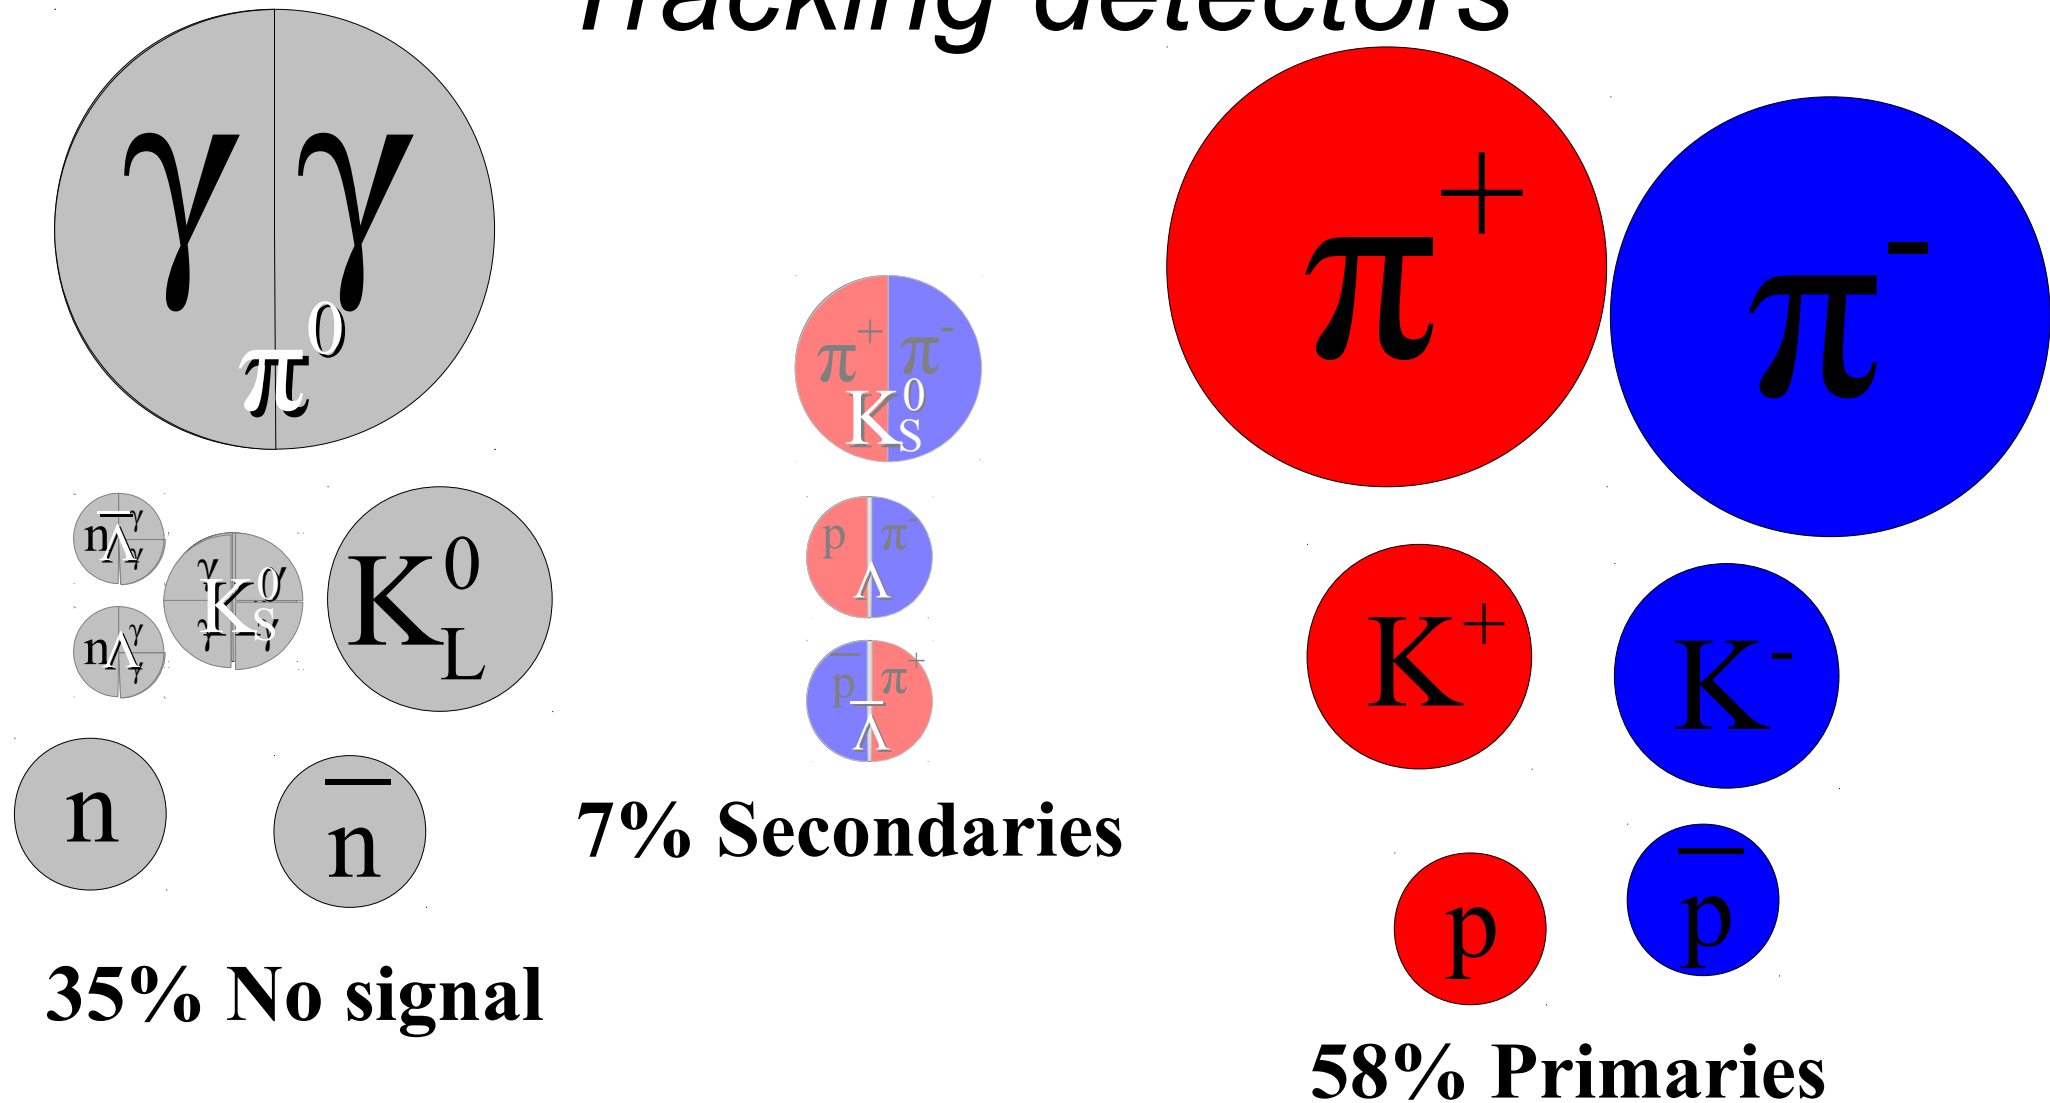 Tracking detectors
γ γ
π⁰
n Λ̅ γ γ
γ γ K⁰S γ γ
K⁰L
n Λ γ γ
n
n̅
35% No signal
π⁺ π⁻
K⁰S
p π⁻
Λ
p̅ π⁺
Λ̅
7% Secondaries
π⁺
π⁻
K⁺
K⁻
p
p̅
58% Primaries